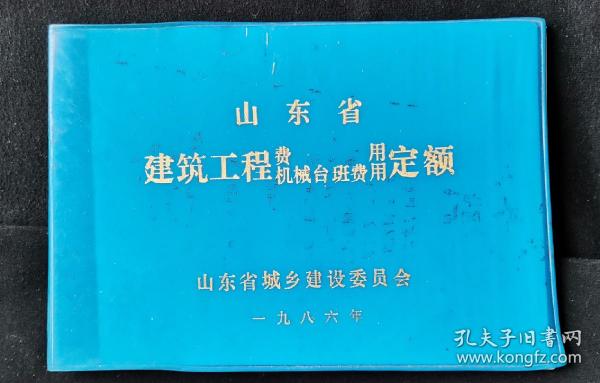 山东省
建筑工程费用机械台班费用定额
山东省城乡建设委员会
一九八六年
孔夫子旧书网
www.kongfz.com